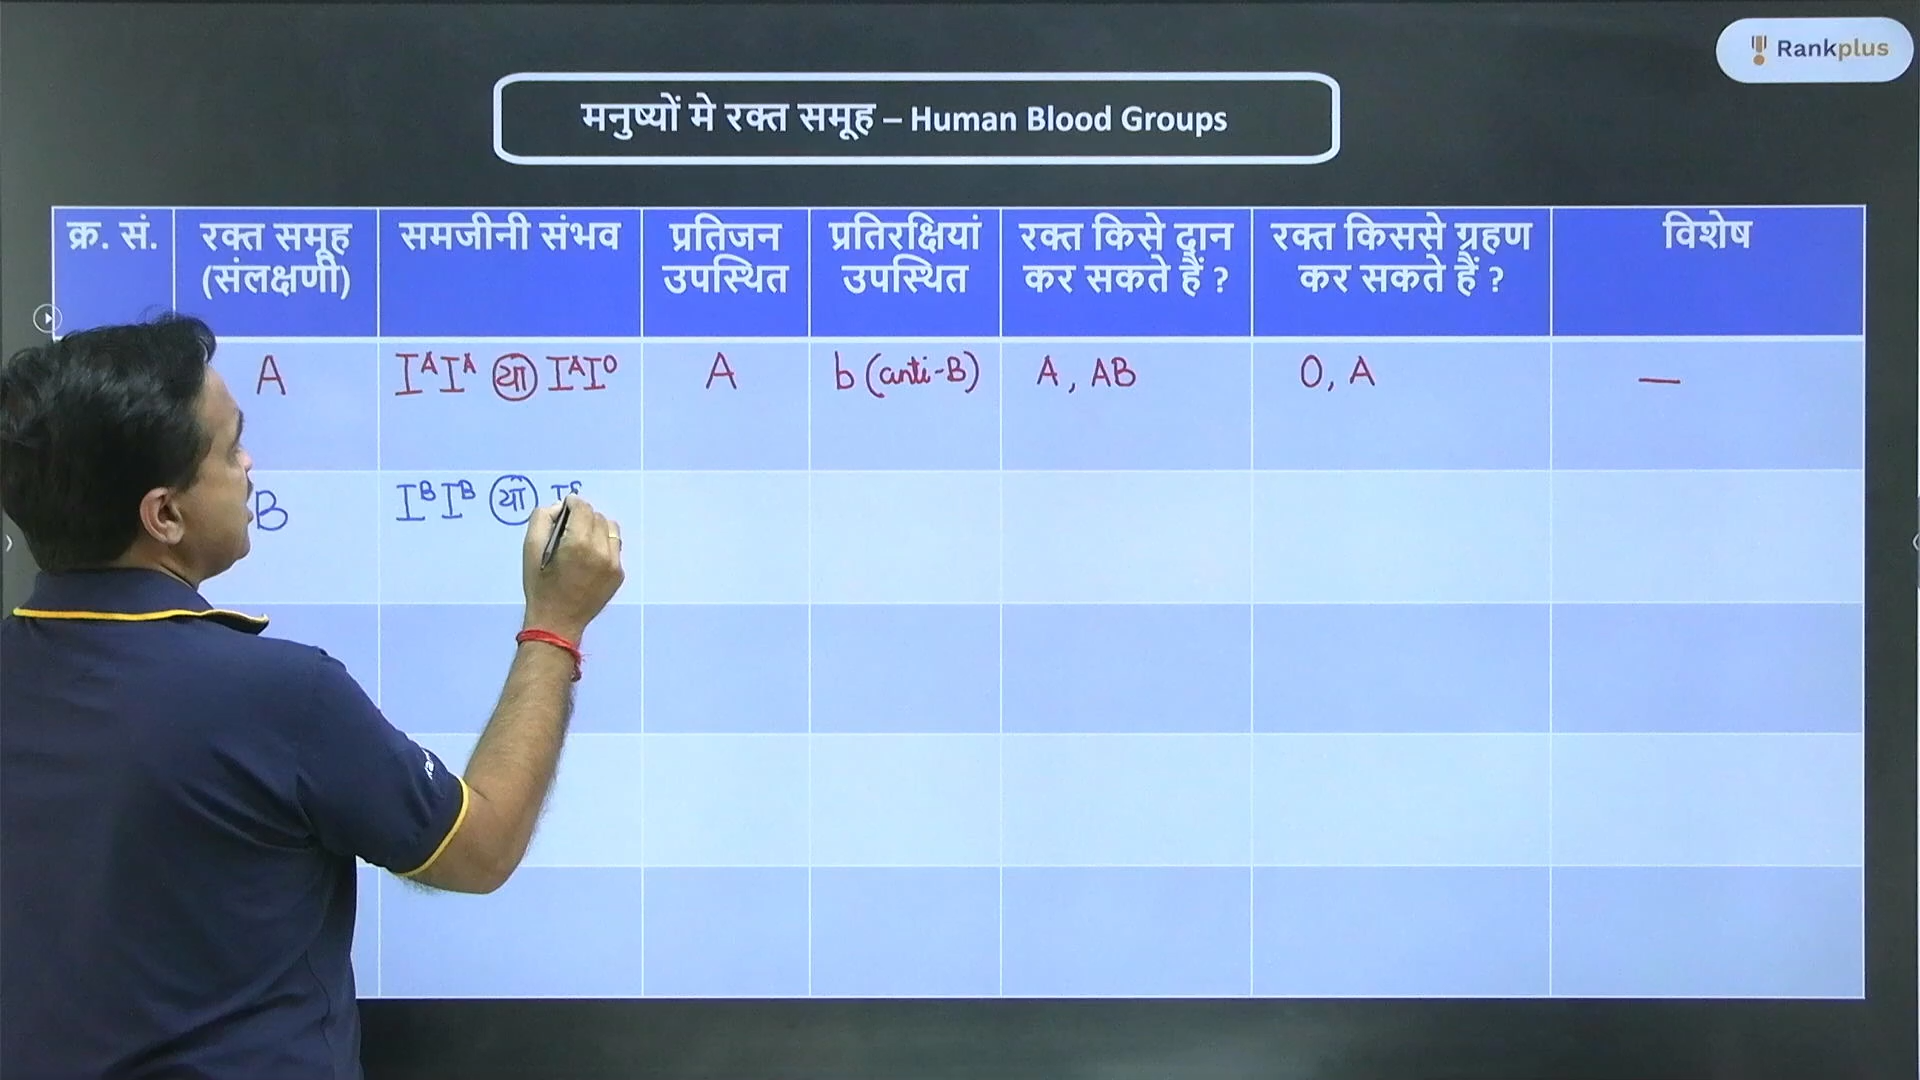 Rankplus
मनुष्यों मे रक्त समूह – Human Blood Groups
क्र. सं.
रक्त समूह
(संलक्षणी)
समजीनी संभव
प्रतिजन
उपस्थित
प्रतिरक्षियां
उपस्थित
रक्त किसे दान
कर सकते हैं ?
रक्त किससे ग्रहण
कर सकते हैं ?
विशेष
A
IᴬIᴬ या IᴬIᴼ
A
b (anti-B)
A, AB
O, A
—
B
IᴮIᴮ या